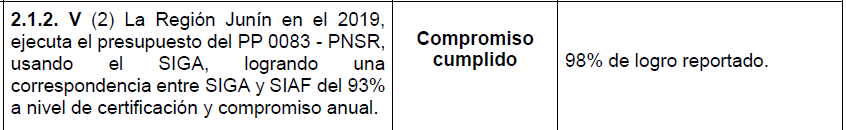 2.1.2. V (2) La Región Junín en el 2019,
ejecuta el presupuesto del PP 0083 - PNSR,
usando el SIGA, logrando una
correspondencia entre SIGA y SIAF del 93%
a nivel de certificación y compromiso anual.
Compromiso
cumplido
98% de logro reportado.